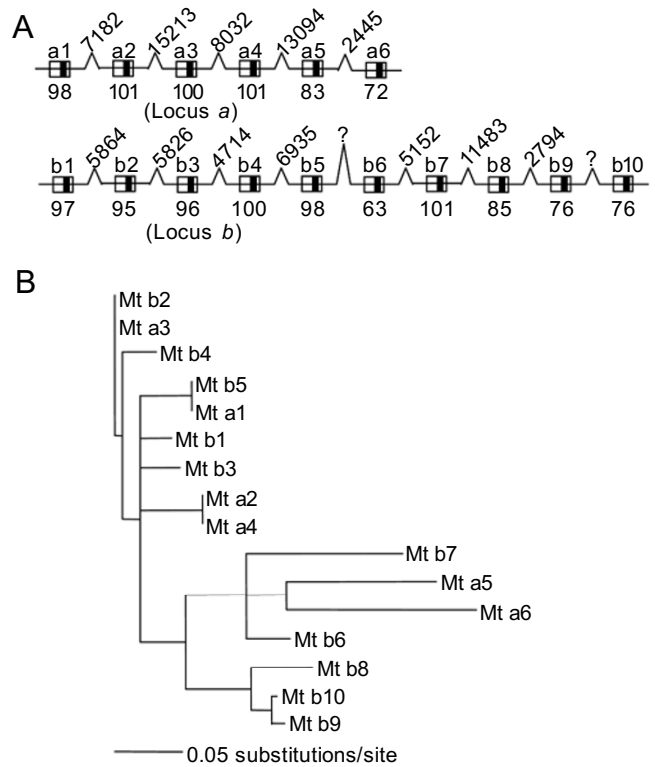 A
7182 15213 8032 13094 2445
a1 a2 a3 a4 a5 a6
98 101 100 101 83 72
(Locus a)
5864 5826 4714 6935 ? 5152 11483 2794 ?
b1 b2 b3 b4 b5 b6 b7 b8 b9 b10
97 95 96 100 98 63 101 85 76 76
(Locus b)
B
Mt b2
Mt a3
Mt b4
Mt b5
Mt a1
Mt b1
Mt b3
Mt a2
Mt a4
Mt b7
Mt a5
Mt a6
Mt b6
Mt b8
Mt b10
Mt b9
0.05 substitutions/site